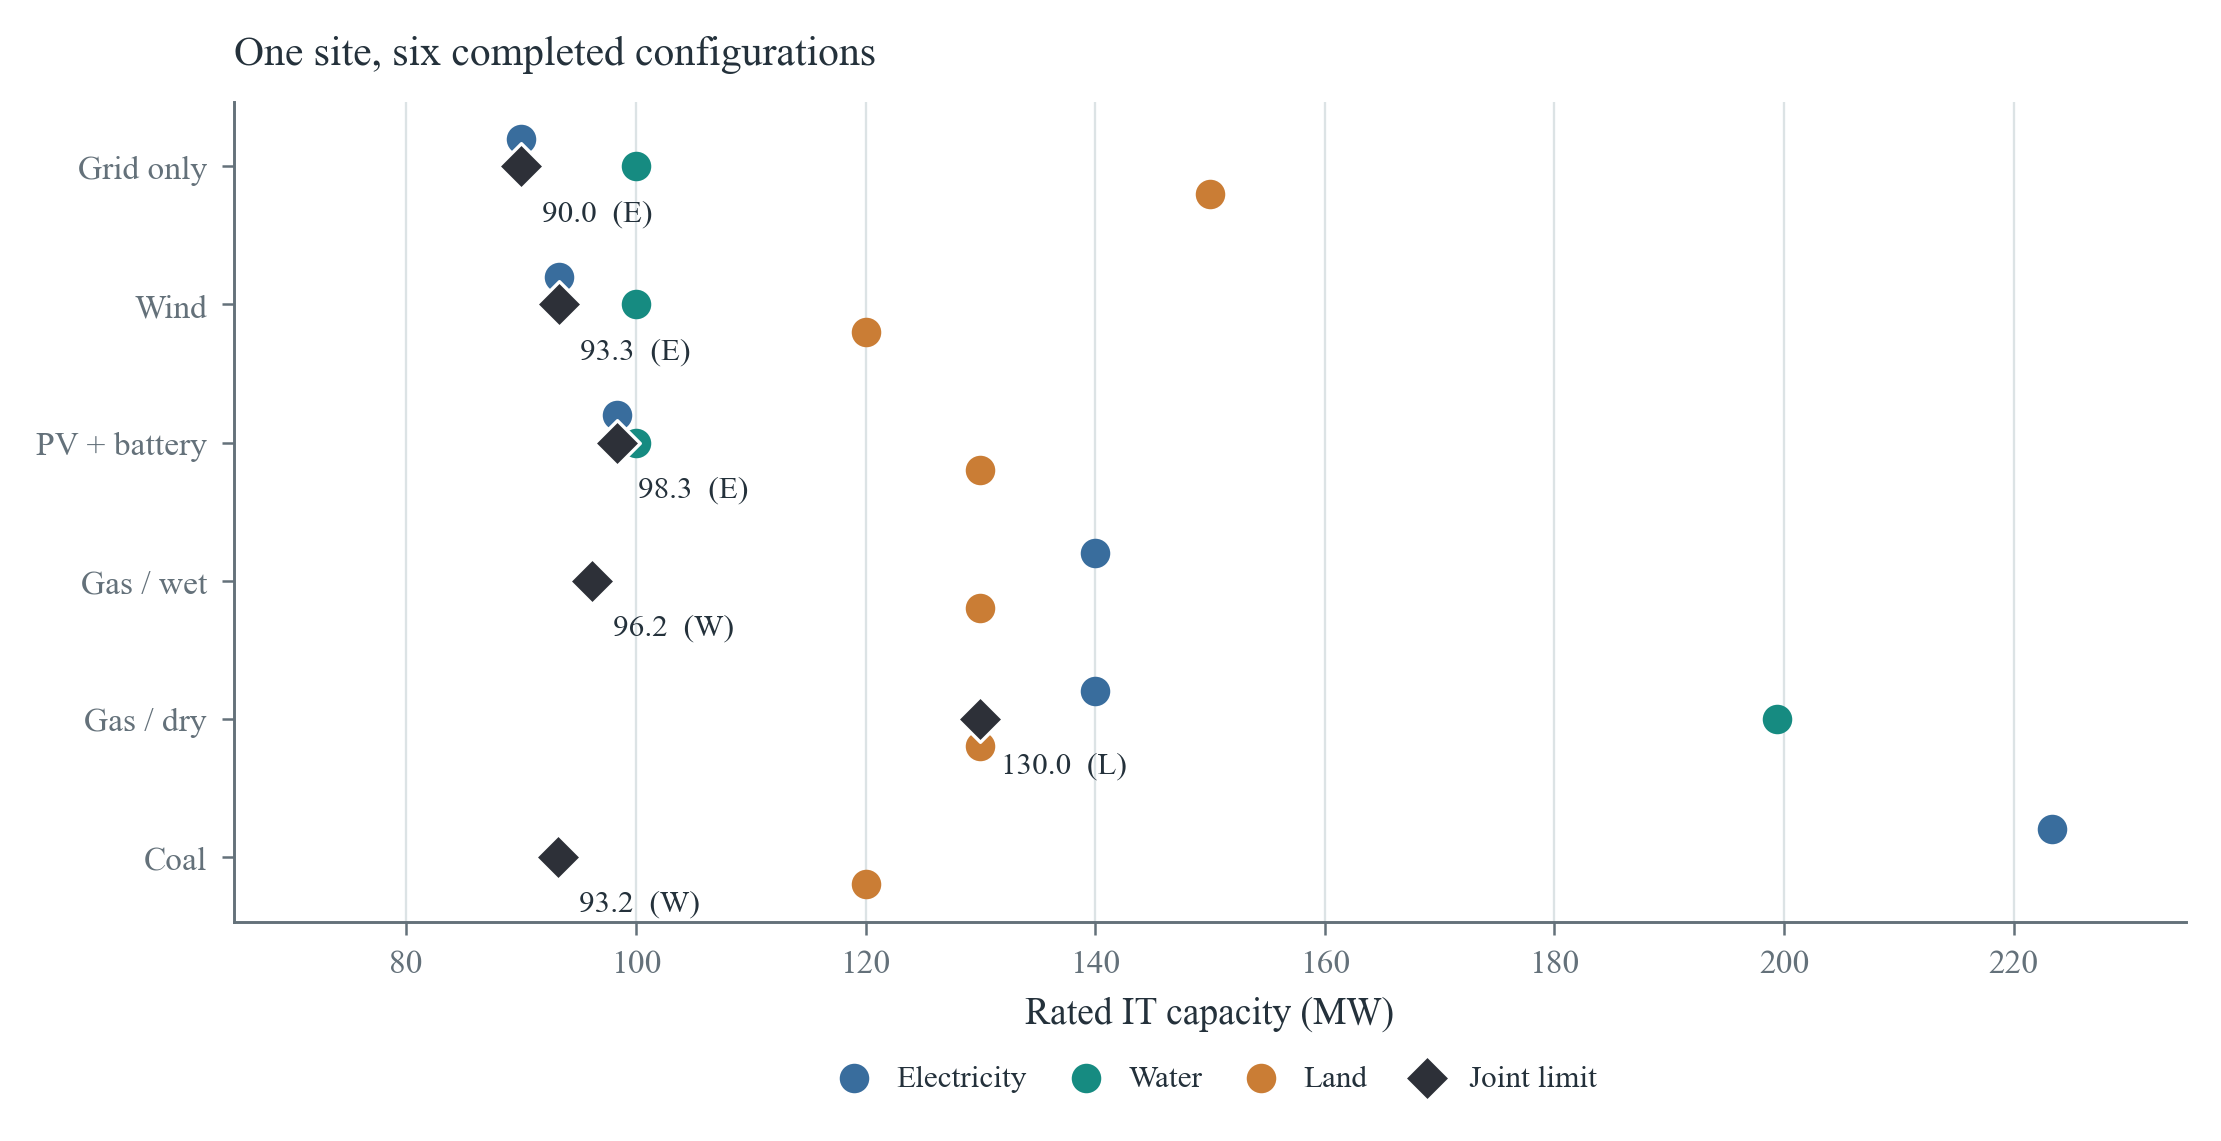 One site, six completed configurations
Grid only
90.0 (E)
Wind
93.3 (E)
PV + battery
98.3 (E)
Gas / wet
96.2 (W)
Gas / dry
130.0 (L)
Coal
93.2 (W)
80 100 120 140 160 180 200 220
Rated IT capacity (MW)
Electricity Water Land Joint limit